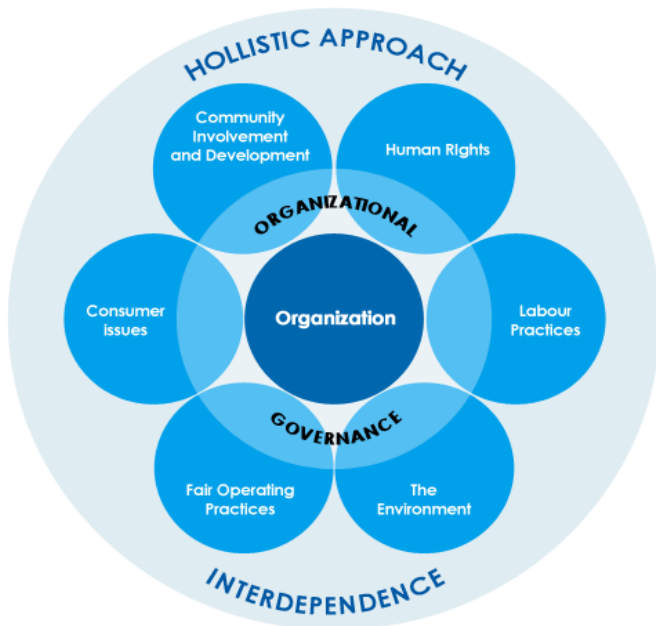 HOLLISTIC APPROACH
Community
Involvement
and Development
Human RIghts
ORGANIZATIONAL
Consumer
issues
Organization
Labour
Practices
GOVERNANCE
Fair Operating
Practices
The
Environment
INTERDEPENDENCE